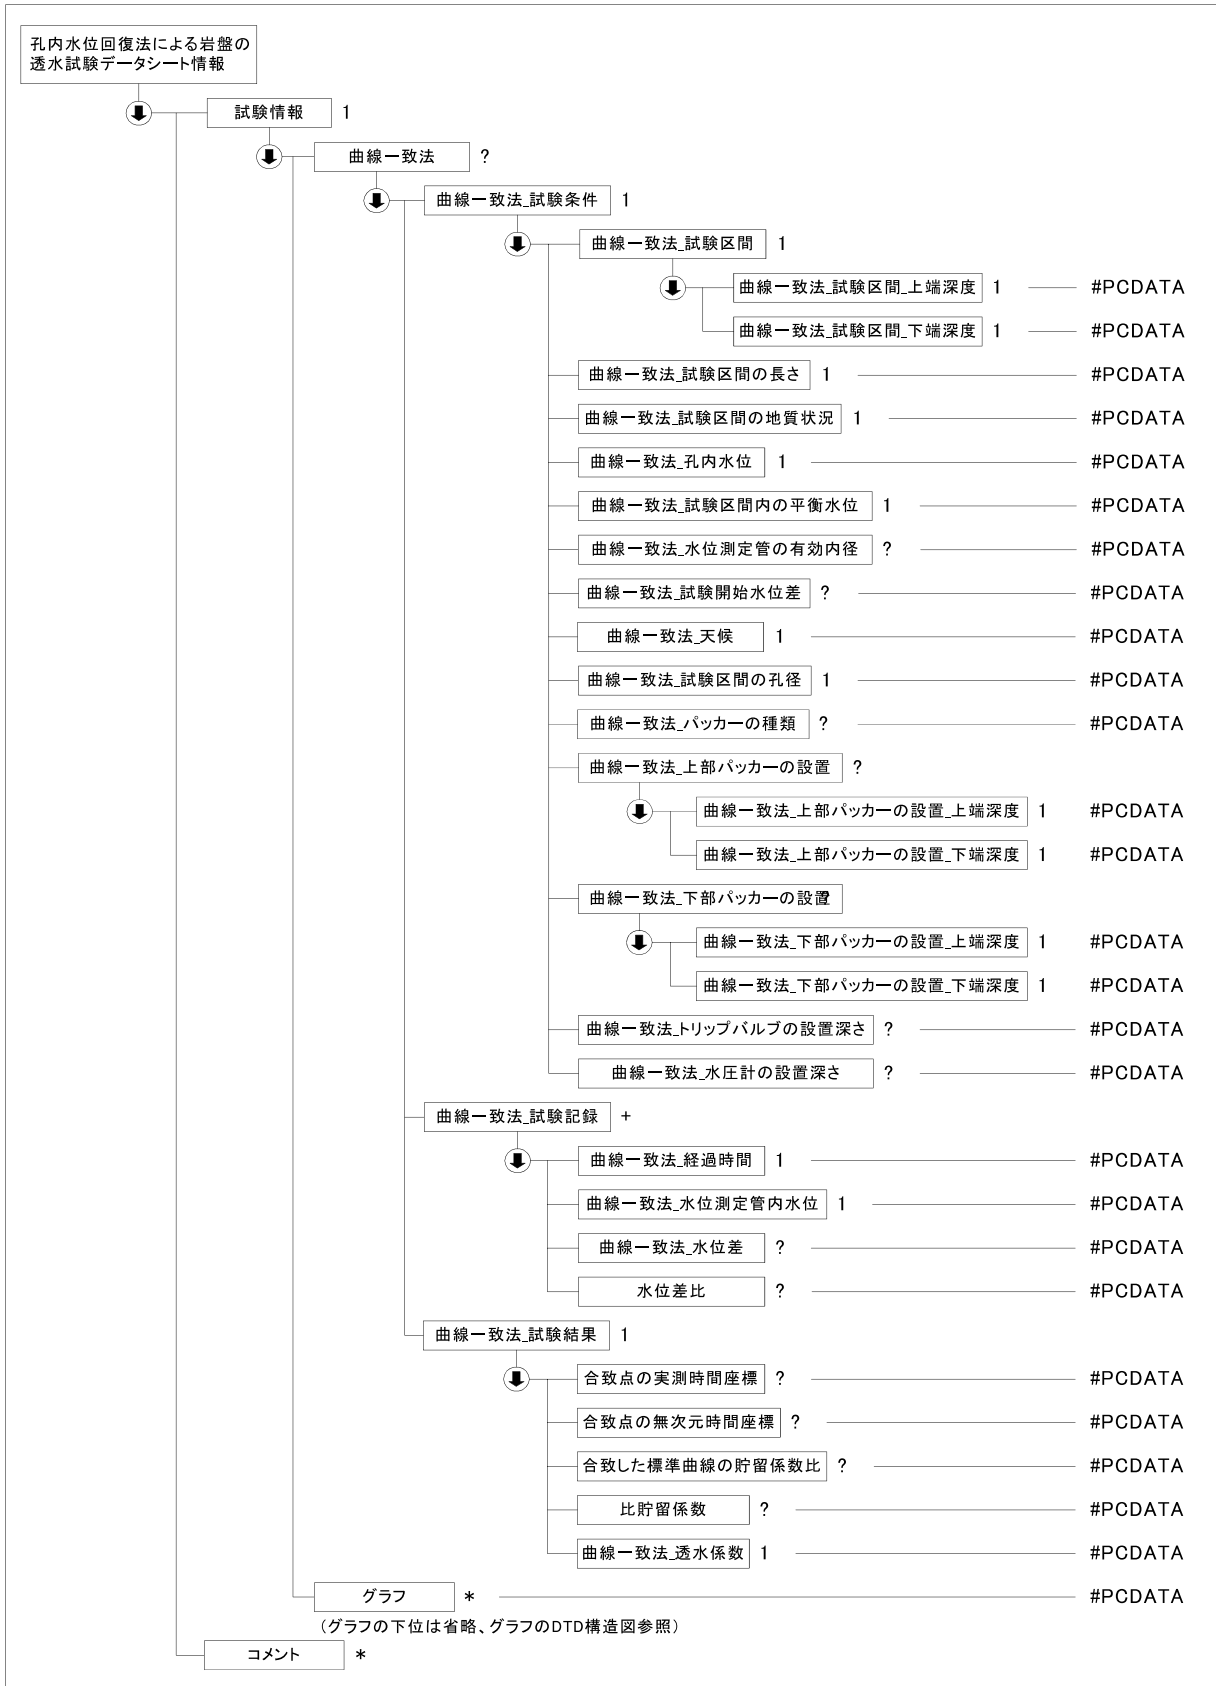 孔内水位回復法による岩盤の
透水試験データシート情報
試験情報 1
曲線一致法 ?
曲線一致法_試験条件 1
曲線一致法_試験区間 1
曲線一致法_試験区間_上端深度 1 #PCDATA
曲線一致法_試験区間_下端深度 1 #PCDATA
曲線一致法_試験区間の長さ 1 #PCDATA
曲線一致法_試験区間の地質状況 1 #PCDATA
曲線一致法_孔内水位 1 #PCDATA
曲線一致法_試験区間内の平衡水位 1 #PCDATA
曲線一致法_水位測定管の有効内径 ? #PCDATA
曲線一致法_試験開始水位差 ? #PCDATA
曲線一致法_天候 1 #PCDATA
曲線一致法_試験区間の孔径 1 #PCDATA
曲線一致法_パッカーの種類 ? #PCDATA
曲線一致法_上部パッカーの設置 ?
曲線一致法_上部パッカーの設置_上端深度 1 #PCDATA
曲線一致法_上部パッカーの設置_下端深度 1 #PCDATA
曲線一致法_下部パッカーの設置 ?
曲線一致法_下部パッカーの設置_上端深度 1 #PCDATA
曲線一致法_下部パッカーの設置_下端深度 1 #PCDATA
曲線一致法_トリップバルブの設置深さ ? #PCDATA
曲線一致法_水圧計の設置深さ ? #PCDATA
曲線一致法_試験記録 +
曲線一致法_経過時間 1 #PCDATA
曲線一致法_水位測定管内水位 1 #PCDATA
曲線一致法_水位差 ? #PCDATA
水位差比 ? #PCDATA
曲線一致法_試験結果 1
合致点の実測時間座標 ? #PCDATA
合致点の無次元時間座標 ? #PCDATA
合致した標準曲線の貯留係数比 ? #PCDATA
比貯留係数 ? #PCDATA
曲線一致法_透水係数 1 #PCDATA
グラフ * #PCDATA
(グラフの下位は省略、グラフのDTD構造図参照)
コメント *